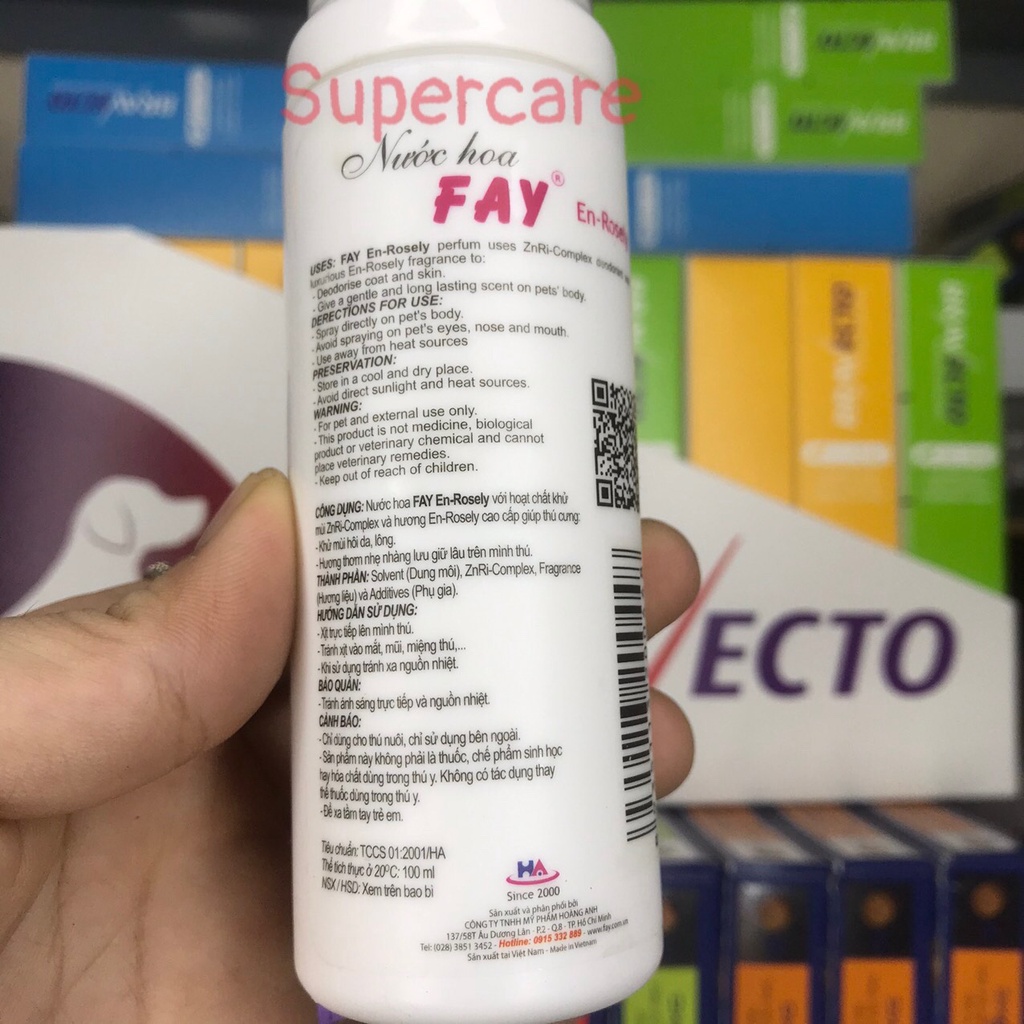 Supercare
Nước hoa
FAY®
En-Rosely
USES: FAY En-Rosely perfum uses ZnRi-Complex
luxurious En-Rosely fragrance to:
- Deodorise coat and skin.
- Give a gentle and long lasting scent on pets' body.
DERECTIONS FOR USE:
- Spray directly on pet's body.
- Avoid spraying on pet's eyes, nose and mouth.
- Use away from heat sources
PRESERVATION:
- Store in a cool and dry place.
- Avoid direct sunlight and heat sources.
WARNING:
- For pet and external use only.
- This product is not medicine, biological
product or veterinary chemical and cannot
place veterinary remedies.
- Keep out of reach of children.
CÔNG DỤNG: Nước hoa FAY En-Rosely với hoạt chất khử
mùi ZnRi-Complex và hương En-Rosely cao cấp giúp thú cưng:
- Khử mùi hôi da, lông.
- Hương thơm nhẹ nhàng lưu giữ lâu trên mình thú.
THÀNH PHẦN: Solvent (Dung môi), ZnRi-Complex, Fragrance
(Hương liệu) và Additives (Phụ gia).
HƯỚNG DẪN SỬ DỤNG:
- Xịt trực tiếp lên mình thú.
- Tránh xịt vào mắt, mũi, miệng thú,...
- Khi sử dụng tránh xa nguồn nhiệt.
BẢO QUẢN:
- Tránh ánh sáng trực tiếp và nguồn nhiệt.
CẢNH BÁO:
- Chỉ dùng cho thú nuôi, chỉ sử dụng bên ngoài.
- Sản phẩm này không phải là thuốc, chế phẩm sinh học
hay hóa chất dùng trong thú y. Không có tác dụng thay
thế thuốc dùng trong thú y.
- Để xa tầm tay trẻ em.
Tiêu chuẩn: TCCS 01:2001/HA
Thể tích thực ở 20°C: 100 ml
NSX / HSD: Xem trên bao bì
HA
Since 2000
Sản xuất và phân phối bởi
CÔNG TY TNHH MỸ PHẨM HOÀNG ANH
137/58T Âu Dương Lân - P.2 - Q.8 - TP. Hồ Chí Minh
Tel: (028) 3851 3452 - Hotline: 0915 332 889 - www.fay.com.vn
Sản xuất tại Việt Nam - Made in Vietnam
VECTO